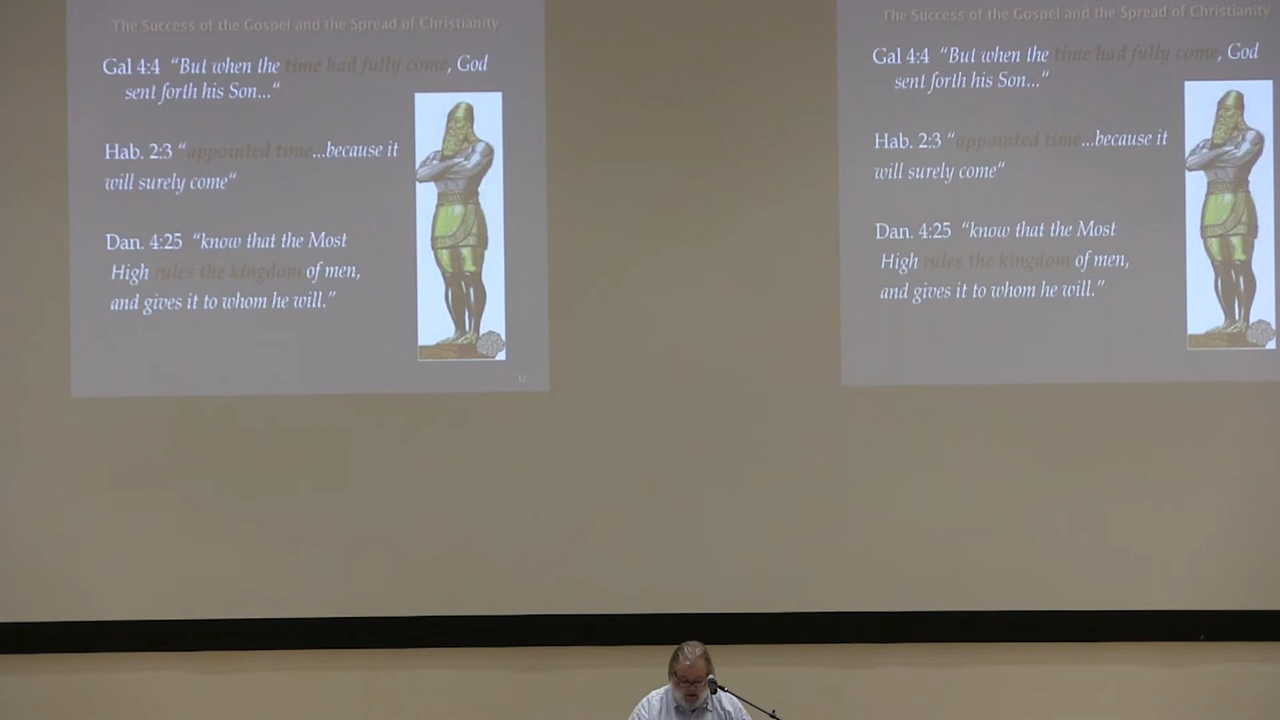 The Success of the Gospel and the Spread of Christianity
Gal 4:4 “But when the time had fully come, God
sent forth his Son...“
Hab. 2:3 “appointed time...because it
will surely come“
Dan. 4:25 “know that the Most
High rules the kingdom of men,
and gives it to whom he will.”
12
The Success of the Gospel and the Spread of Christianity
Gal 4:4 “But when the time had fully come, God
sent forth his Son...“
Hab. 2:3 “appointed time...because it
will surely come“
Dan. 4:25 “know that the Most
High rules the kingdom of men,
and gives it to whom he will.”